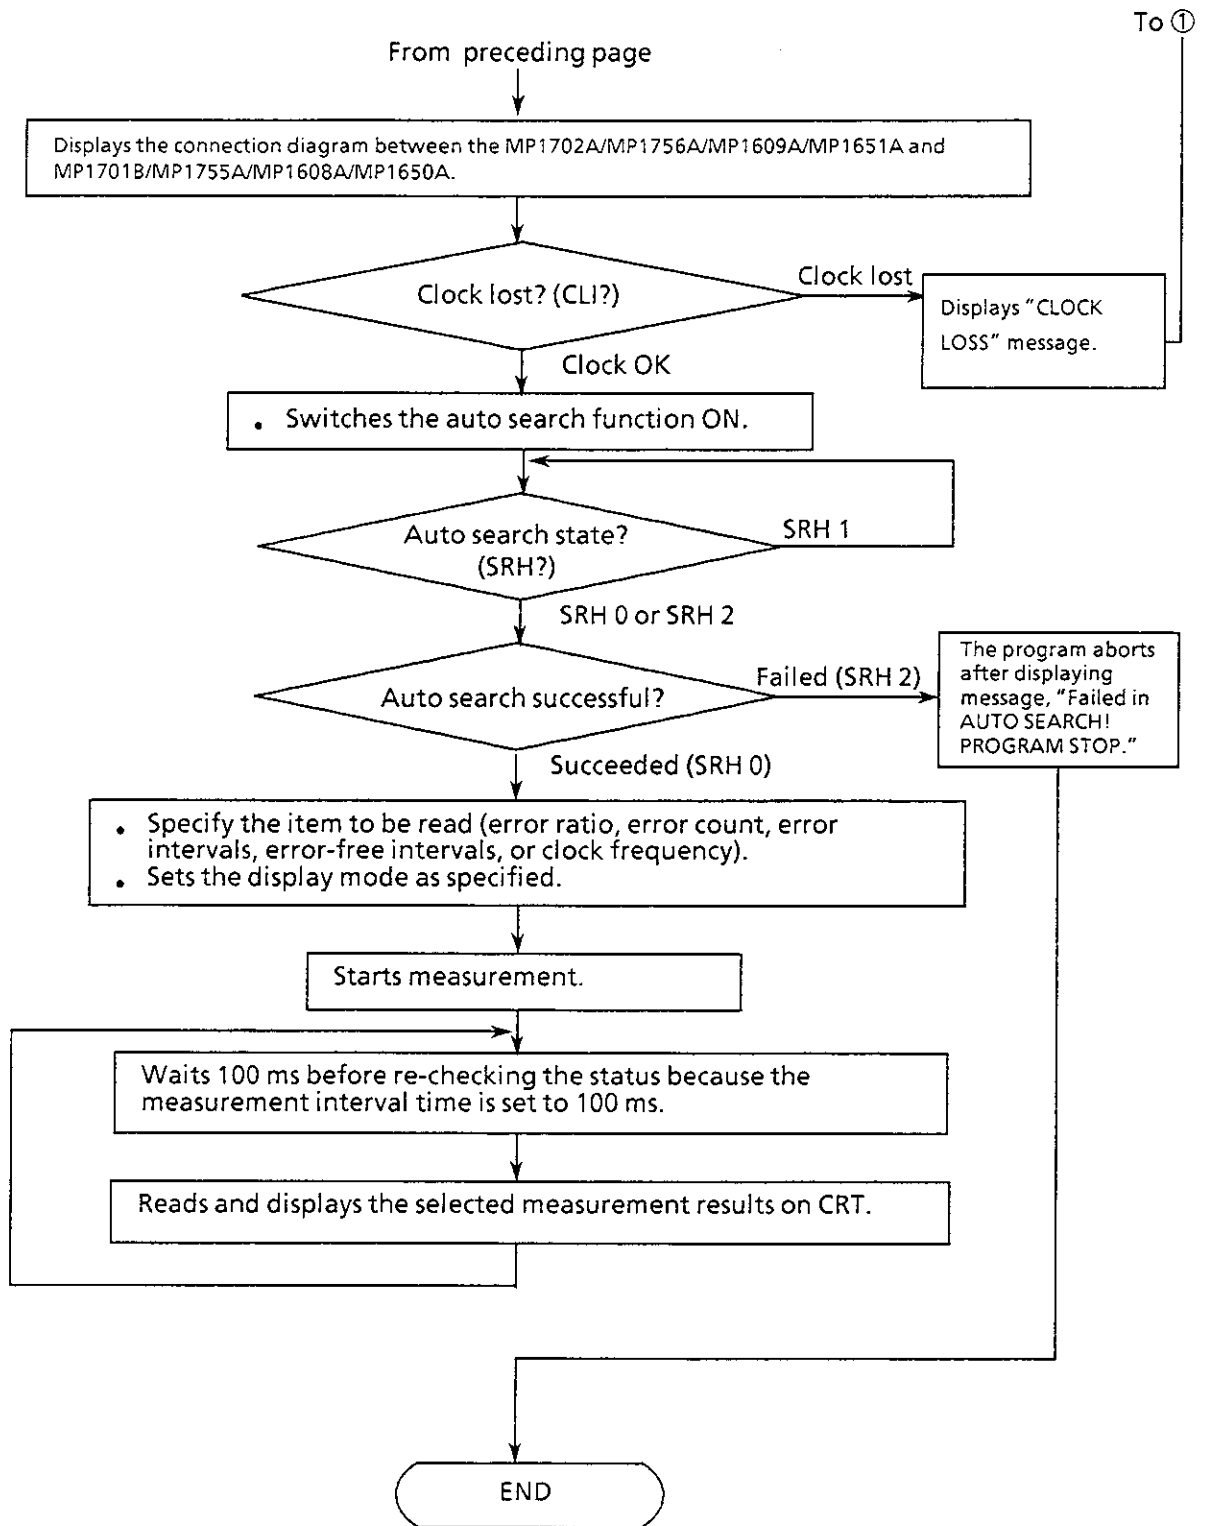 To ①
From preceding page
Displays the connection diagram between the MP1702A/MP1756A/MP1609A/MP1651A and
MP1701B/MP1755A/MP1608A/MP1650A.
Clock lost? (CLI?)
Clock lost
Displays "CLOCK
LOSS" message.
Clock OK
• Switches the auto search function ON.
Auto search state?
(SRH?)
SRH 1
SRH 0 or SRH 2
Auto search successful?
Failed (SRH 2)
The program aborts
after displaying
message, "Failed in
AUTO SEARCH!
PROGRAM STOP."
Succeeded (SRH 0)
• Specify the item to be read (error ratio, error count, error
intervals, error-free intervals, or clock frequency).
• Sets the display mode as specified.
Starts measurement.
Waits 100 ms before re-checking the status because the
measurement interval time is set to 100 ms.
Reads and displays the selected measurement results on CRT.
END